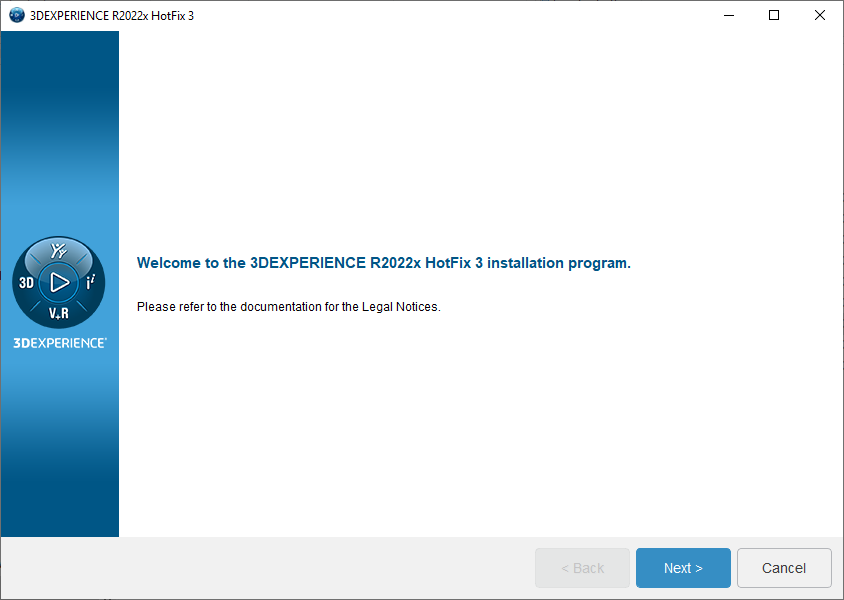 3DEXPERIENCE R2022x HotFix 3
3D
i
V+R
3DEXPERIENCE
Welcome to the 3DEXPERIENCE R2022x HotFix 3 installation program.
Please refer to the documentation for the Legal Notices.
< Back
Next >
Cancel